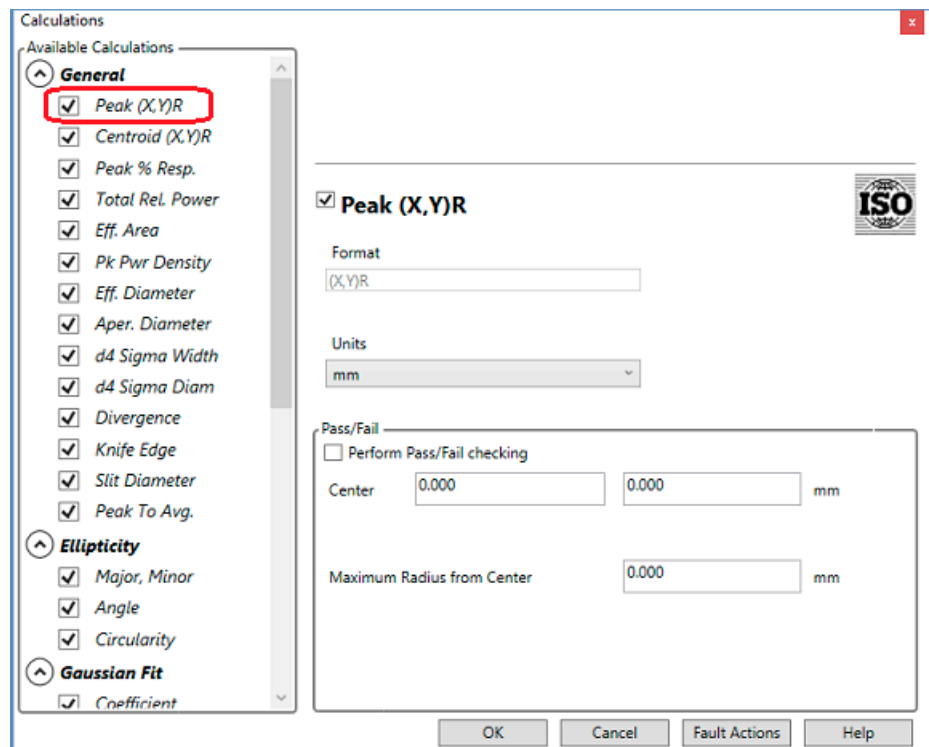 Calculations
x
Available Calculations
General
Peak (X,Y)R
Centroid (X,Y)R
Peak % Resp.
Total Rel. Power
Eff. Area
Pk Pwr Density
Eff. Diameter
Aper. Diameter
d4 Sigma Width
d4 Sigma Diam
Divergence
Knife Edge
Slit Diameter
Peak To Avg.
Ellipticity
Major, Minor
Angle
Circularity
Gaussian Fit
Coefficient
Peak (X,Y)R
ISO
Format
(X,Y)R
Units
mm
Pass/Fail
Perform Pass/Fail checking
Center 0.000 0.000 mm
Maximum Radius from Center 0.000 mm
OK Cancel Fault Actions Help